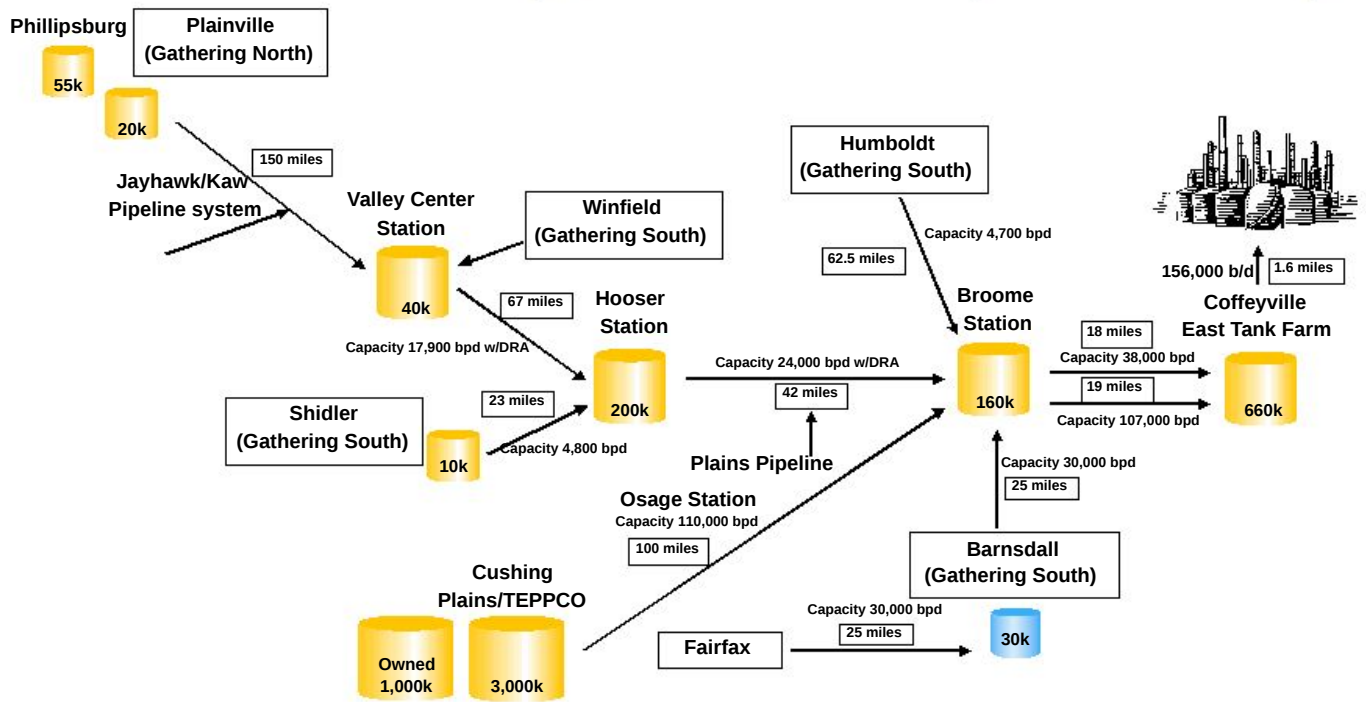 Phillipsburg
55k
Plainville
(Gathering North)
20k
150 miles
Jayhawk/Kaw
Pipeline system
Valley Center
Station
40k
Winfield
(Gathering South)
67 miles
Capacity 17,900 bpd w/DRA
Hooser
Station
200k
23 miles
Shidler
(Gathering South)
10k
Capacity 4,800 bpd
Capacity 24,000 bpd w/DRA
42 miles
Plains Pipeline
Humboldt
(Gathering South)
Capacity 4,700 bpd
62.5 miles
Broome
Station
160k
18 miles
Capacity 38,000 bpd
19 miles
Capacity 107,000 bpd
156,000 b/d
1.6 miles
Coffeyville
East Tank Farm
660k
Osage Station
Capacity 110,000 bpd
100 miles
Cushing
Plains/TEPPCO
Owned
1,000k
3,000k
Capacity 30,000 bpd
25 miles
Barnsdall
(Gathering South)
30k
Capacity 30,000 bpd
25 miles
Fairfax